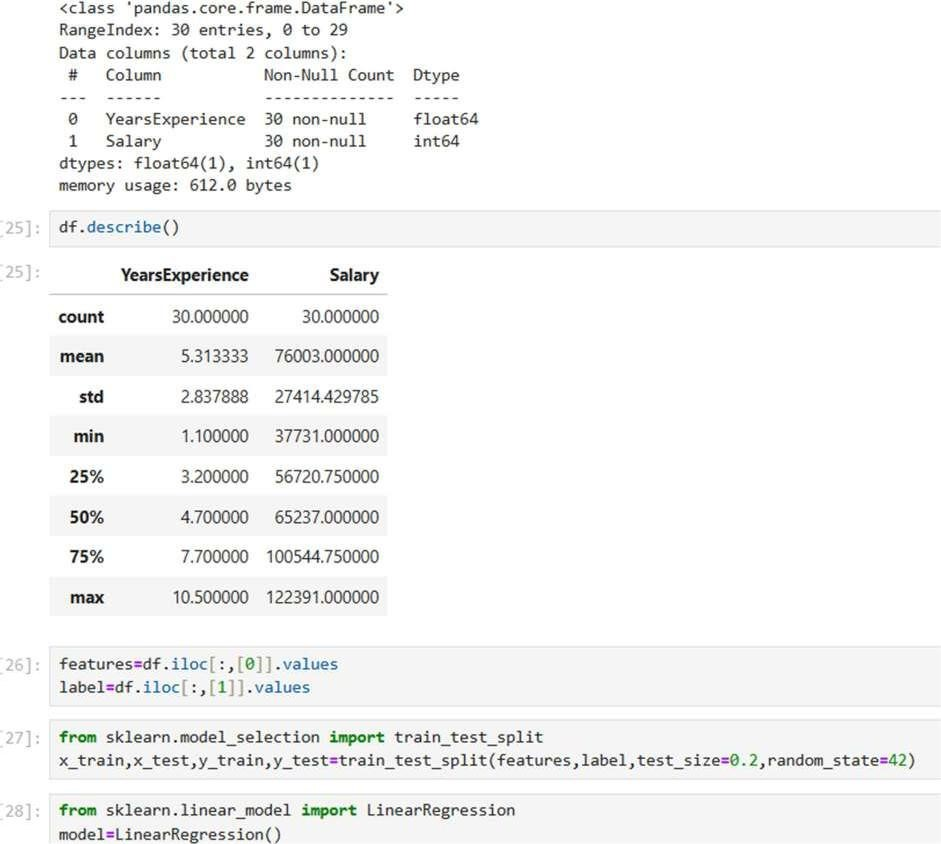 <class 'pandas.core.frame.DataFrame'>
RangeIndex: 30 entries, 0 to 29
Data columns (total 2 columns):
 #   Column           Non-Null Count  Dtype
---  ------           --------------  -----
 0   YearsExperience  30 non-null     float64
 1   Salary           30 non-null     int64
dtypes: float64(1), int64(1)
memory usage: 612.0 bytes
[25]: df.describe()
[25]:
YearsExperience Salary
count 30.000000 30.000000
mean 5.313333 76003.000000
std 2.837888 27414.429785
min 1.100000 37731.000000
25% 3.200000 56720.750000
50% 4.700000 65237.000000
75% 7.700000 100544.750000
max 10.500000 122391.000000
[26]: features=df.iloc[:,[0]].values
label=df.iloc[:,[1]].values
[27]: from sklearn.model_selection import train_test_split
x_train,x_test,y_train,y_test=train_test_split(features,label,test_size=0.2,random_state=42)
[28]: from sklearn.linear_model import LinearRegression
model=LinearRegression()